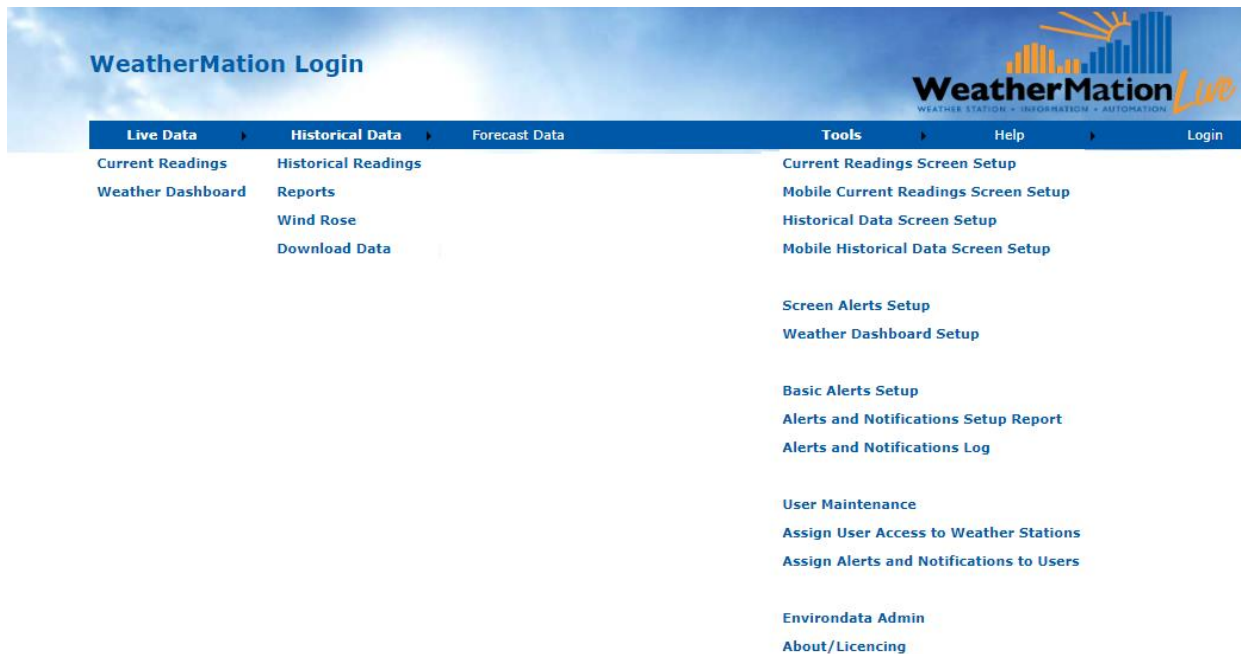 WeatherMation Login
WeatherMation Live
WEATHER STATION • INFORMATION • AUTOMATION
Live Data Historical Data Forecast Data Tools Help Login
Current Readings Historical Readings Current Readings Screen Setup
Weather Dashboard Reports Mobile Current Readings Screen Setup
Wind Rose Historical Data Screen Setup
Download Data Mobile Historical Data Screen Setup
Screen Alerts Setup
Weather Dashboard Setup
Basic Alerts Setup
Alerts and Notifications Setup Report
Alerts and Notifications Log
User Maintenance
Assign User Access to Weather Stations
Assign Alerts and Notifications to Users
Environdata Admin
About/Licencing